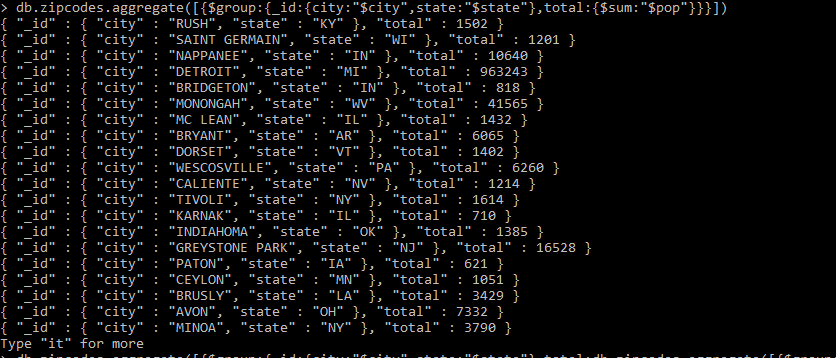 > db.zipcodes.aggregate([{$group:{_id:{city:"$city",state:"$state"},total:{$sum:"$pop"}}}])
{ "_id" : { "city" : "RUSH", "state" : "KY" }, "total" : 1502 }
{ "_id" : { "city" : "SAINT GERMAIN", "state" : "WI" }, "total" : 1201 }
{ "_id" : { "city" : "NAPPANEE", "state" : "IN" }, "total" : 10640 }
{ "_id" : { "city" : "DETROIT", "state" : "MI" }, "total" : 963243 }
{ "_id" : { "city" : "BRIDGETON", "state" : "IN" }, "total" : 818 }
{ "_id" : { "city" : "MONONGAH", "state" : "WV" }, "total" : 41565 }
{ "_id" : { "city" : "MC LEAN", "state" : "IL" }, "total" : 1432 }
{ "_id" : { "city" : "BRYANT", "state" : "AR" }, "total" : 6065 }
{ "_id" : { "city" : "DORSET", "state" : "VT" }, "total" : 1402 }
{ "_id" : { "city" : "WESCOSVILLE", "state" : "PA" }, "total" : 6260 }
{ "_id" : { "city" : "CALIENTE", "state" : "NV" }, "total" : 1214 }
{ "_id" : { "city" : "TIVOLI", "state" : "NY" }, "total" : 1614 }
{ "_id" : { "city" : "KARNAK", "state" : "IL" }, "total" : 710 }
{ "_id" : { "city" : "INDIAHOMA", "state" : "OK" }, "total" : 1385 }
{ "_id" : { "city" : "GREYSTONE PARK", "state" : "NJ" }, "total" : 16528 }
{ "_id" : { "city" : "PATON", "state" : "IA" }, "total" : 621 }
{ "_id" : { "city" : "CEYLON", "state" : "MN" }, "total" : 1051 }
{ "_id" : { "city" : "BRUSLY", "state" : "LA" }, "total" : 3429 }
{ "_id" : { "city" : "AVON", "state" : "OH" }, "total" : 7332 }
{ "_id" : { "city" : "MINOA", "state" : "NY" }, "total" : 3790 }
Type "it" for more